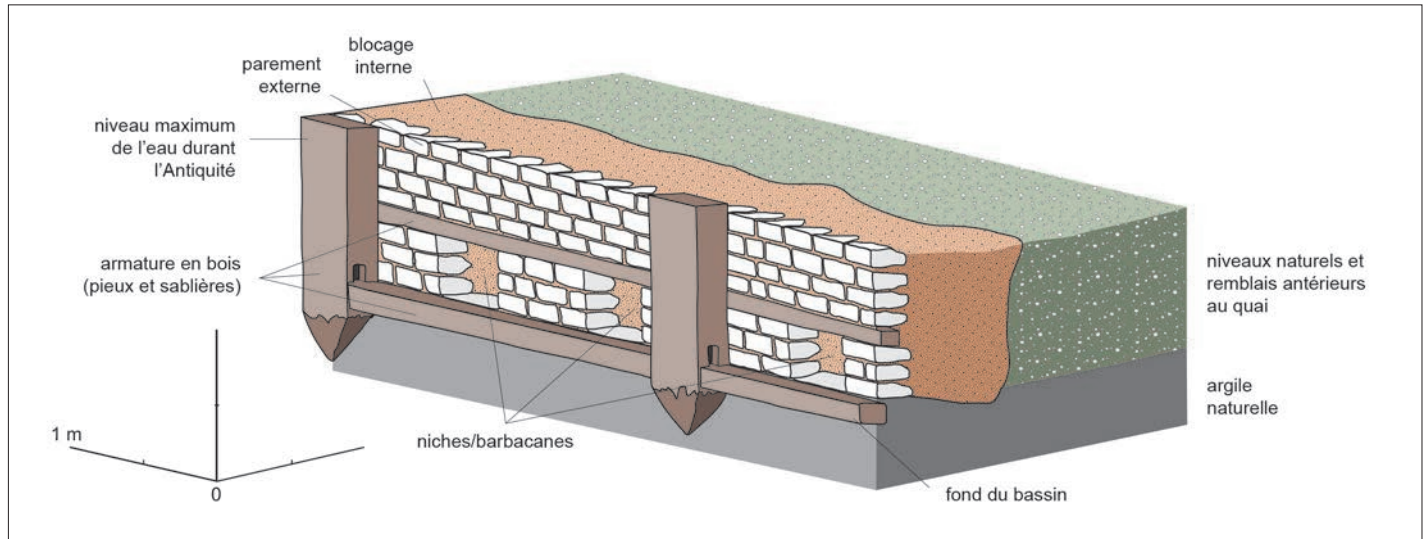 blocage
interne
parement
externe
niveau maximum
de l’eau durant
l’Antiquité
armature en bois
(pieux et sablières)
niveaux naturels et
remblais antérieurs
au quai
argile
naturelle
1 m
0
niches/barbacanes
fond du bassin